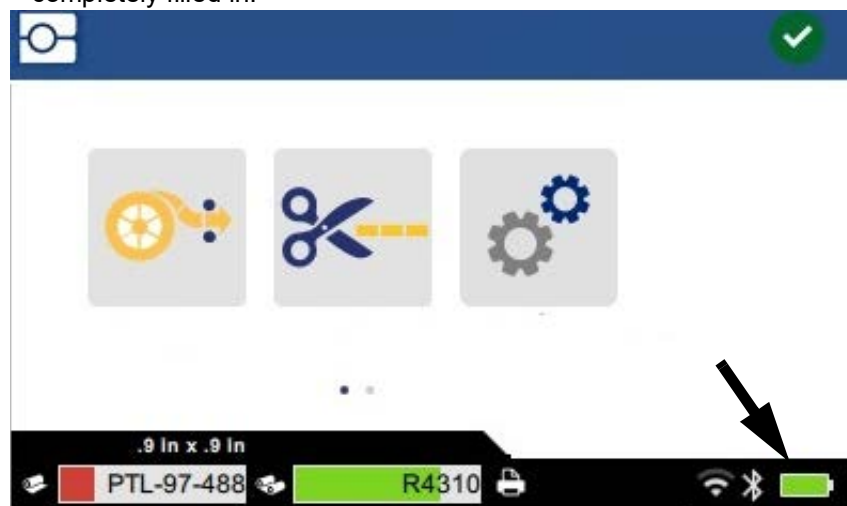 completely filled in.
.9 in x .9 in
PTL-97-488 R4310